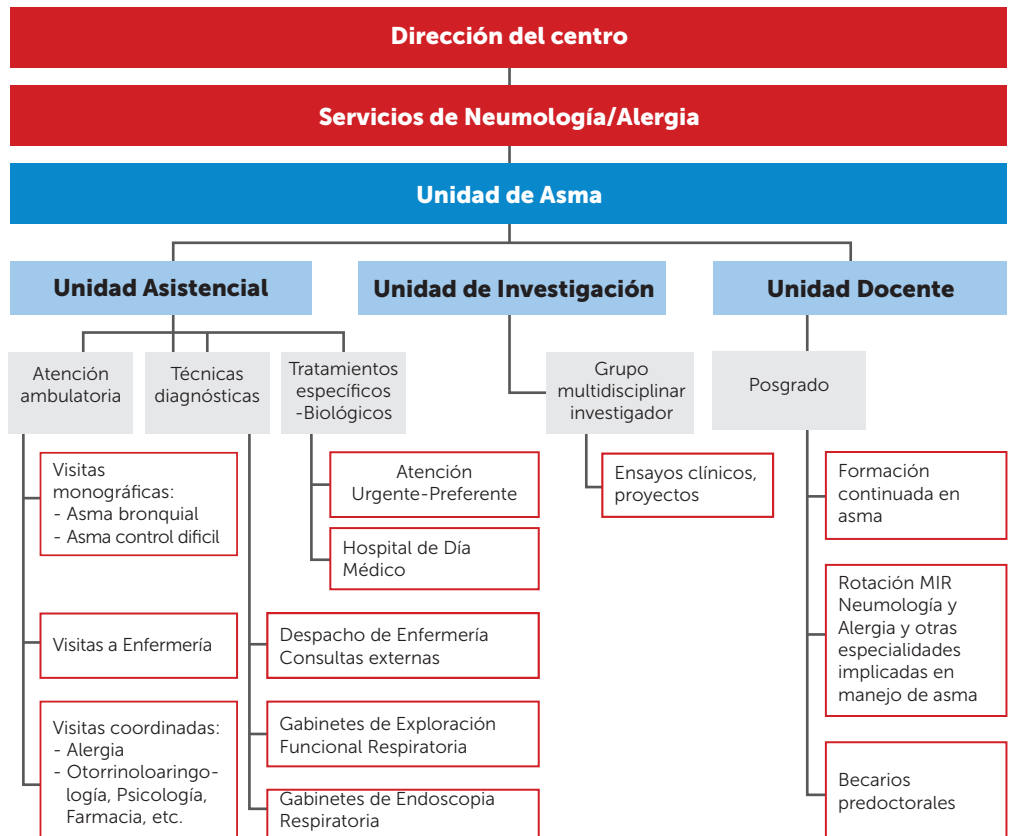 Dirección del centro
Servicios de Neumología/Alergia
Unidad de Asma
Unidad Asistencial
Unidad de Investigación
Unidad Docente
Atención
ambulatoria
Técnicas
diagnósticas
Tratamientos
específicos
-Biológicos
Grupo
multidisciplinar
investigador
Posgrado
Visitas
monográficas:
- Asma bronquial
- Asma control dificil
Visitas a Enfermería
Visitas coordinadas:
- Alergia
- Otorrinoloaringo-
logía, Psicología,
Farmacia, etc.
Atención
Urgente-Preferente
Hospital de Día
Médico
Despacho de Enfermería
Consultas externas
Gabinetes de Exploración
Funcional Respiratoria
Gabinetes de Endoscopia
Respiratoria
Ensayos clínicos,
proyectos
Formación
continuada en
asma
Rotación MIR
Neumología y
Alergia y otras
especialidades
implicadas en
manejo de asma
Becarios
predoctorales